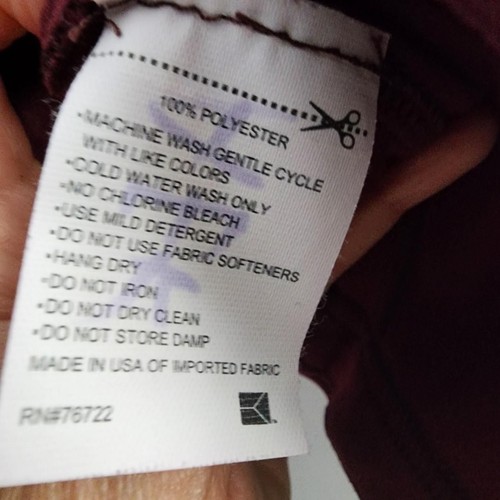 100% POLYESTER
•MACHINE WASH GENTLE CYCLE
WITH LIKE COLORS
•COLD WATER WASH ONLY
•NO CHLORINE BLEACH
•USE MILD DETERGENT
•DO NOT USE FABRIC SOFTENERS
•HANG DRY
•DO NOT IRON
•DO NOT DRY CLEAN
•DO NOT STORE DAMP
MADE IN USA OF IMPORTED FABRIC
RN#76722